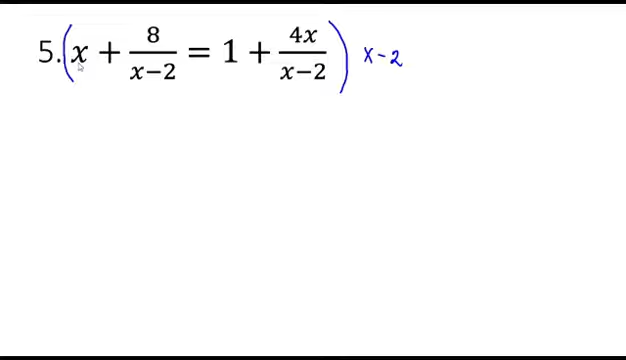 5. (x + 8/(x−2) = 1 + 4x/(x−2)) x-2